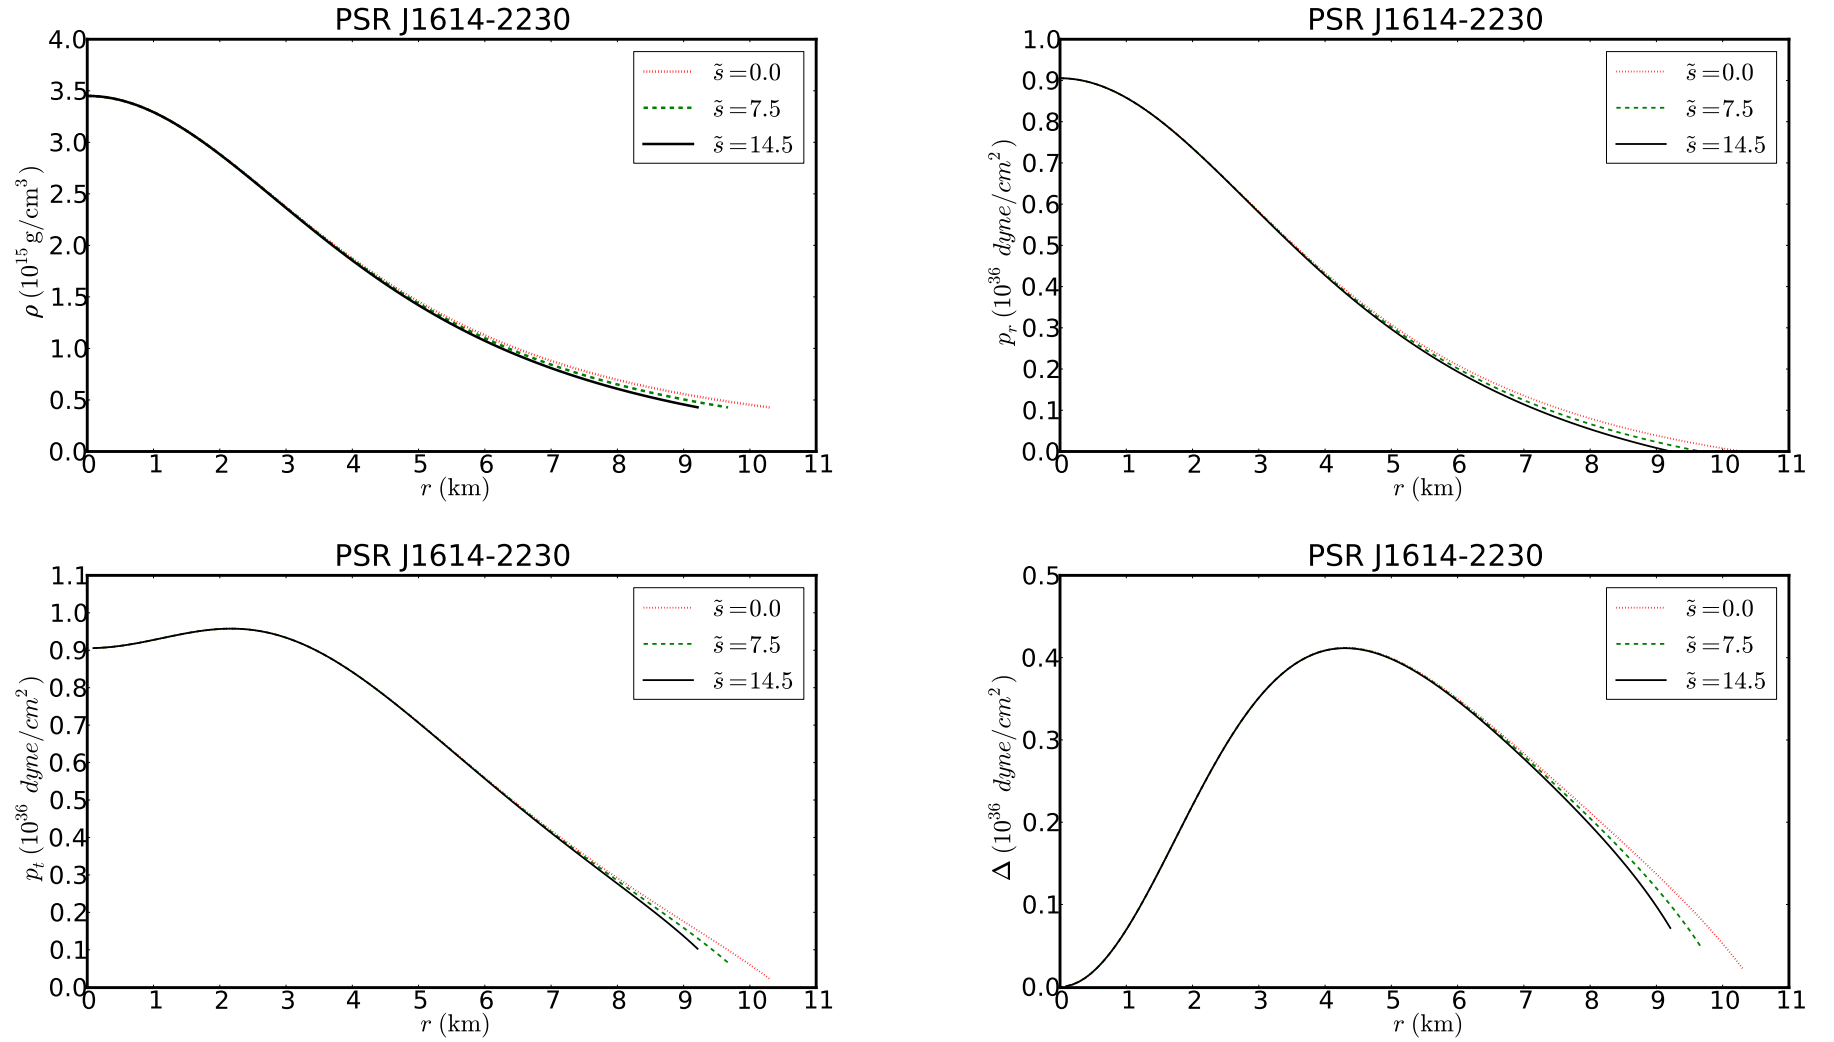 PSR J1614-2230
4.0
3.5
3.0
2.5
2.0
1.5
1.0
0.5
0.0
ρ (10^15 g/cm^3)
s̃=0.0
s̃=7.5
s̃=14.5
0 1 2 3 4 5 6 7 8 9 10 11
r (km)
PSR J1614-2230
1.0
0.9
0.8
0.7
0.6
0.5
0.4
0.3
0.2
0.1
0.0
p_r (10^36 dyne/cm^2)
s̃=0.0
s̃=7.5
s̃=14.5
0 1 2 3 4 5 6 7 8 9 10 11
r (km)
PSR J1614-2230
1.1
1.0
0.9
0.8
0.7
0.6
0.5
0.4
0.3
0.2
0.1
0.0
p_t (10^36 dyne/cm^2)
s̃=0.0
s̃=7.5
s̃=14.5
0 1 2 3 4 5 6 7 8 9 10 11
r (km)
PSR J1614-2230
0.5
0.4
0.3
0.2
0.1
0.0
Δ (10^36 dyne/cm^2)
s̃=0.0
s̃=7.5
s̃=14.5
0 1 2 3 4 5 6 7 8 9 10 11
r (km)